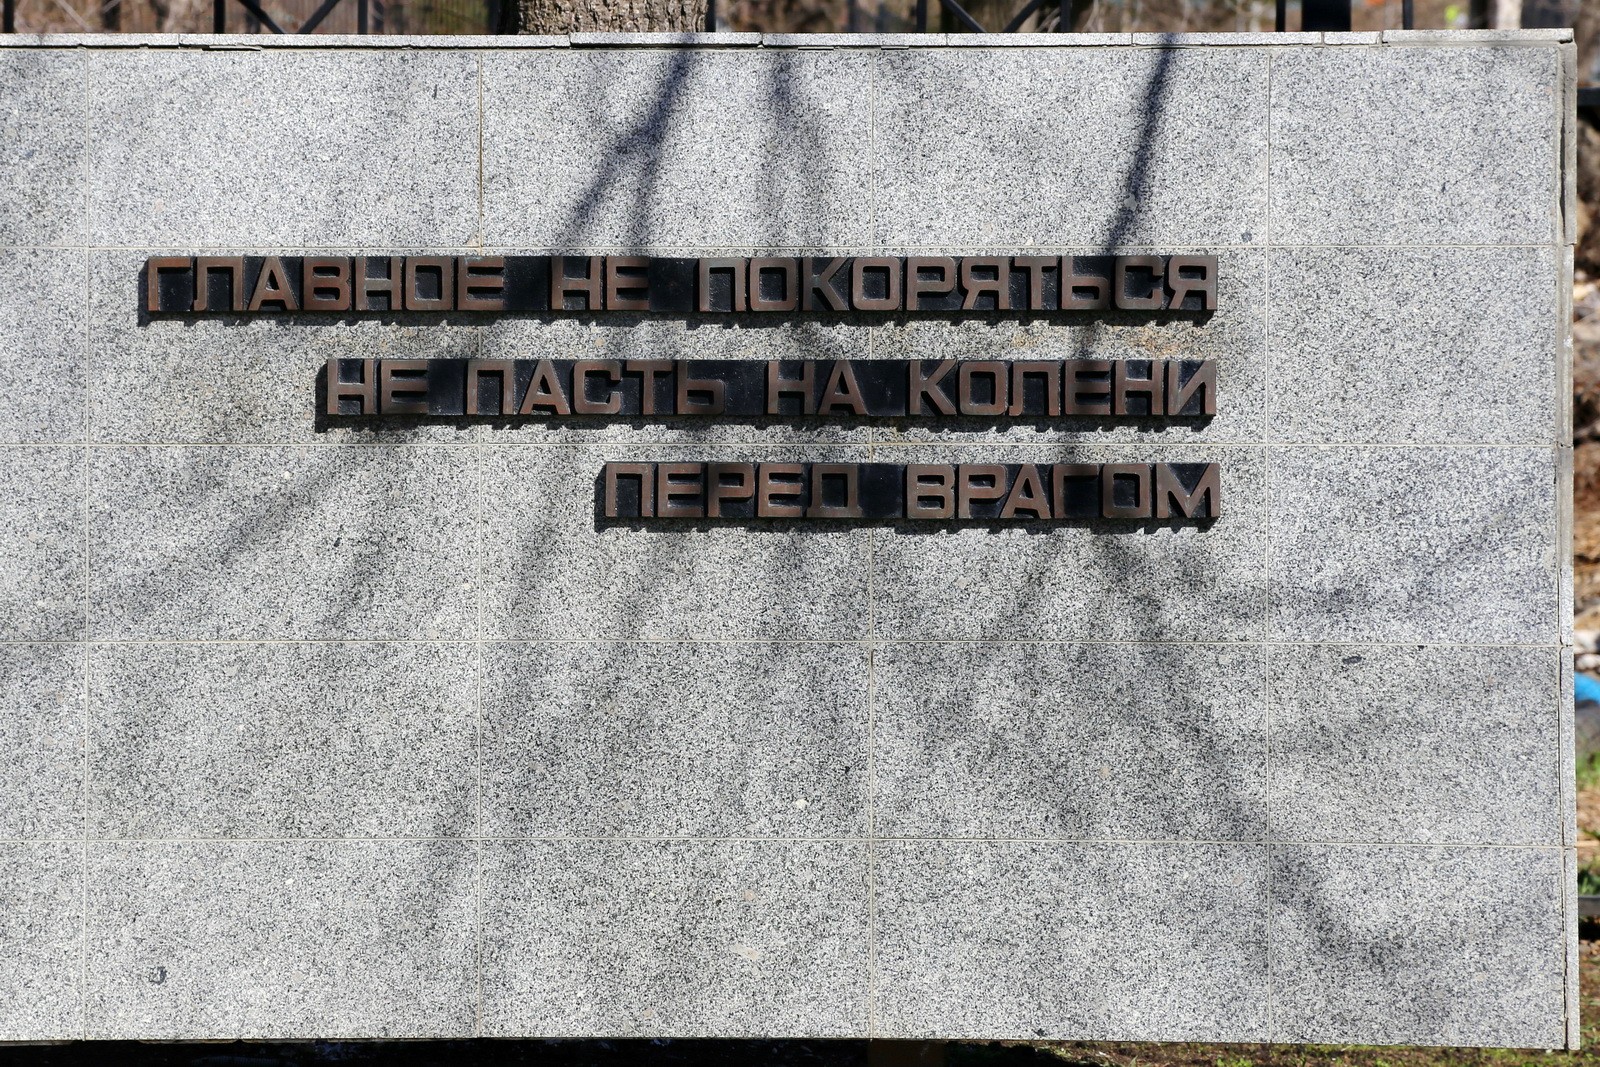 ГЛАВНОЕ НЕ ПОКОРЯТЬСЯ
НЕ ПАСТЬ НА КОЛЕНИ
ПЕРЕД ВРАГОМ